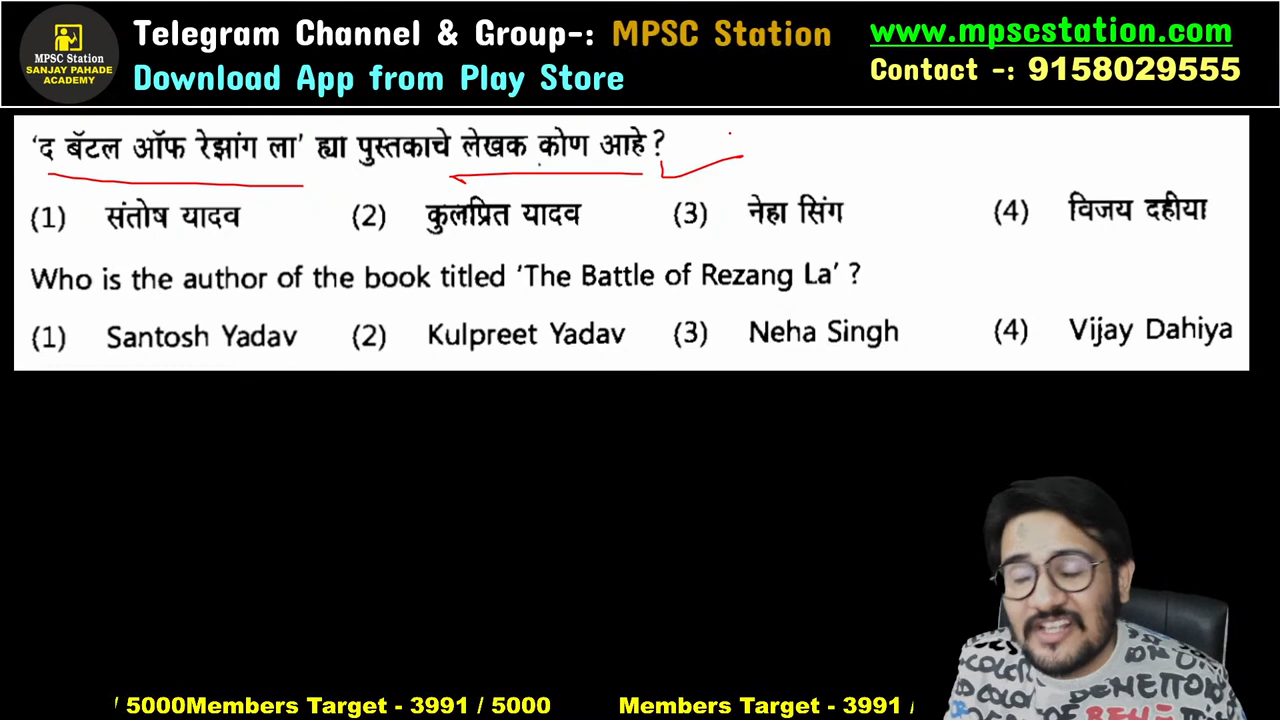 MPSC Station
SANJAY PAHADE
ACADEMY
Telegram Channel & Group-: MPSC Station
Download App from Play Store
www.mpscstation.com
Contact -: 9158029555
‘द बॅटल ऑफ रेझांग ला’ ह्या पुस्तकाचे लेखक कोण आहे ?
(1) संतोष यादव (2) कुलप्रित यादव (3) नेहा सिंग (4) विजय दहीया
Who is the author of the book titled ‘The Battle of Rezang La’ ?
(1) Santosh Yadav (2) Kulpreet Yadav (3) Neha Singh (4) Vijay Dahiya
/ 5000Members Target - 3991 / 5000 Members Target - 3991 /